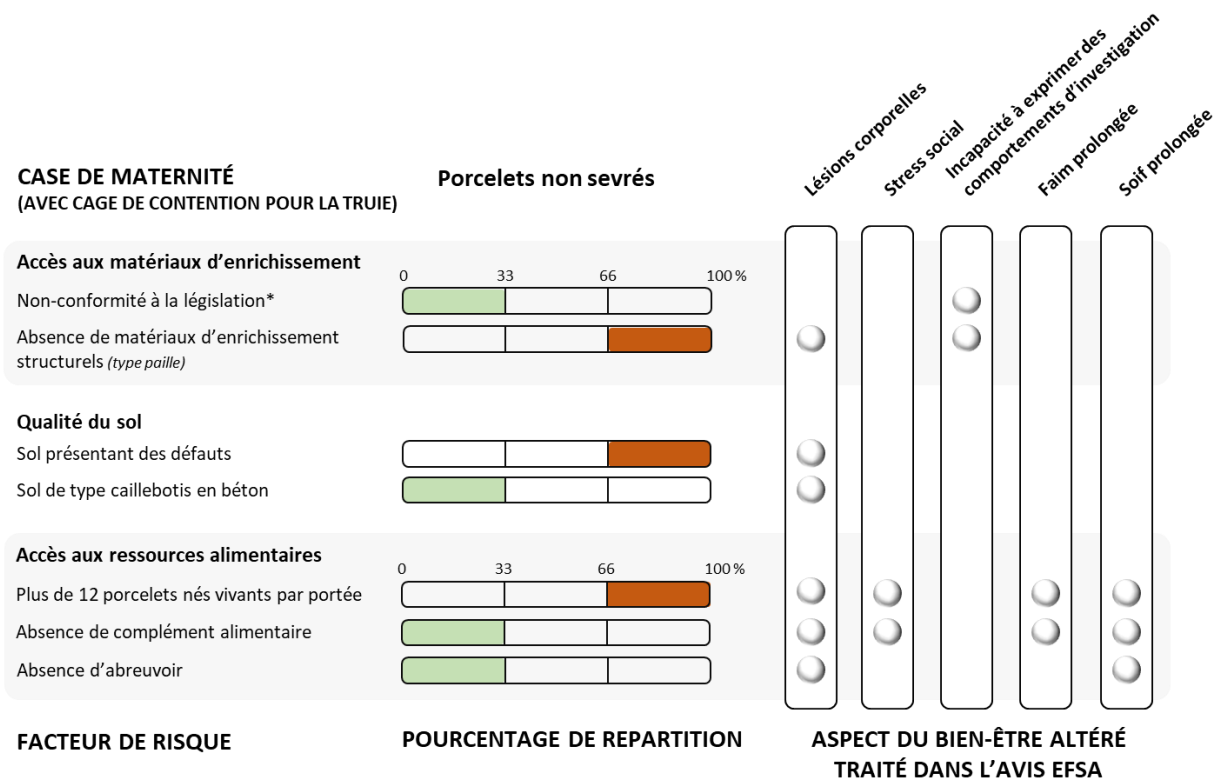 Lésions corporelles
Stress social
Incapacité à exprimer des
comportements d'investigation
Faim prolongée
Soif prolongée
CASE DE MATERNITÉ
(AVEC CAGE DE CONTENTION POUR LA TRUIE)
Porcelets non sevrés
Accès aux matériaux d'enrichissement
0 33 66 100 %
Non-conformité à la législation*
Absence de matériaux d'enrichissement
structurels (type paille)
Qualité du sol
Sol présentant des défauts
Sol de type caillebotis en béton
Accès aux ressources alimentaires
0 33 66 100 %
Plus de 12 porcelets nés vivants par portée
Absence de complément alimentaire
Absence d'abreuvoir
FACTEUR DE RISQUE
POURCENTAGE DE REPARTITION
ASPECT DU BIEN-ÊTRE ALTÉRÉ
TRAITÉ DANS L'AVIS EFSA